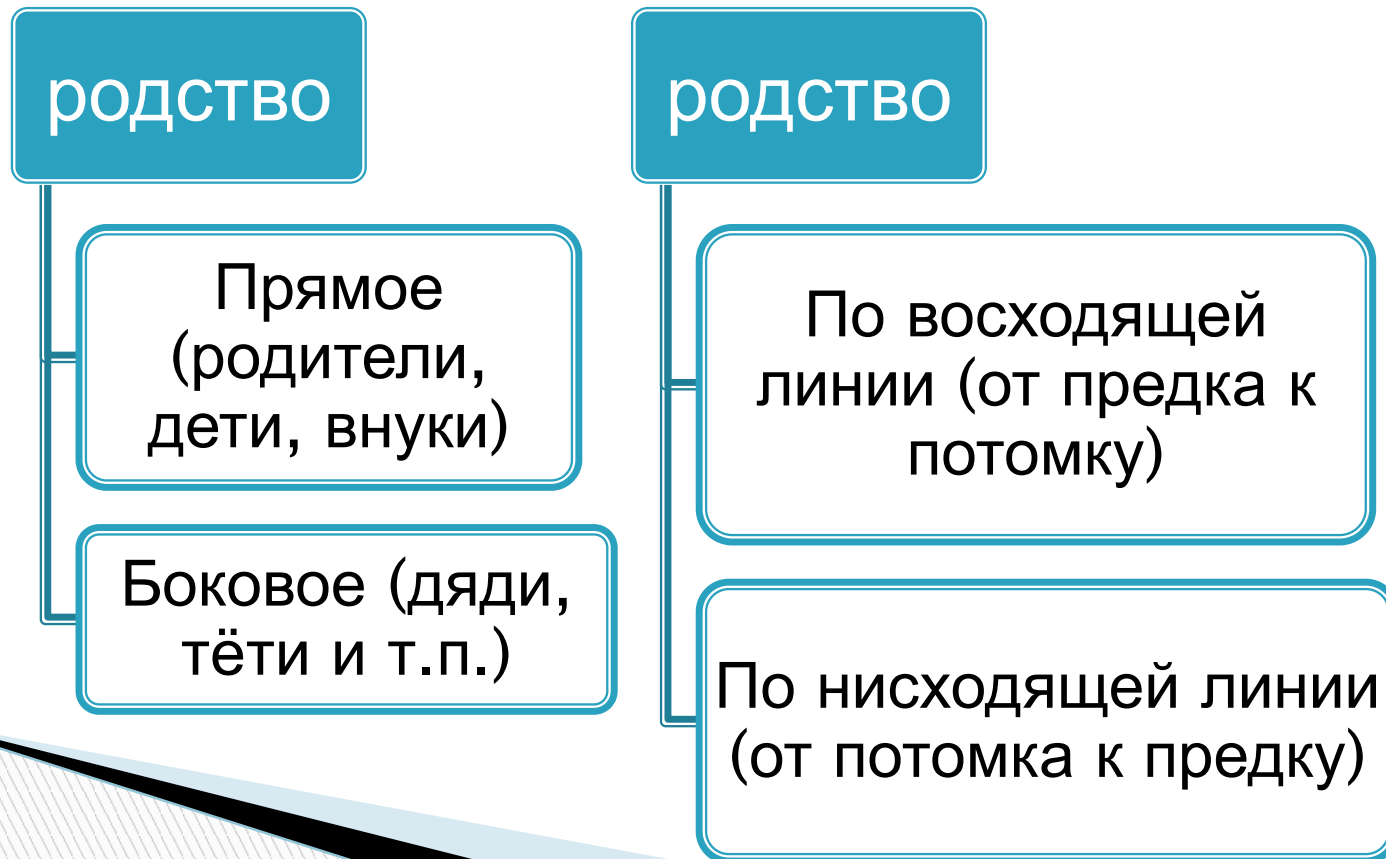 родство
Прямое
(родители,
дети, внуки)
Боковое (дяди,
тёти и т.п.)
родство
По восходящей
линии (от предка к
потомку)
По нисходящей линии
(от потомка к предку)